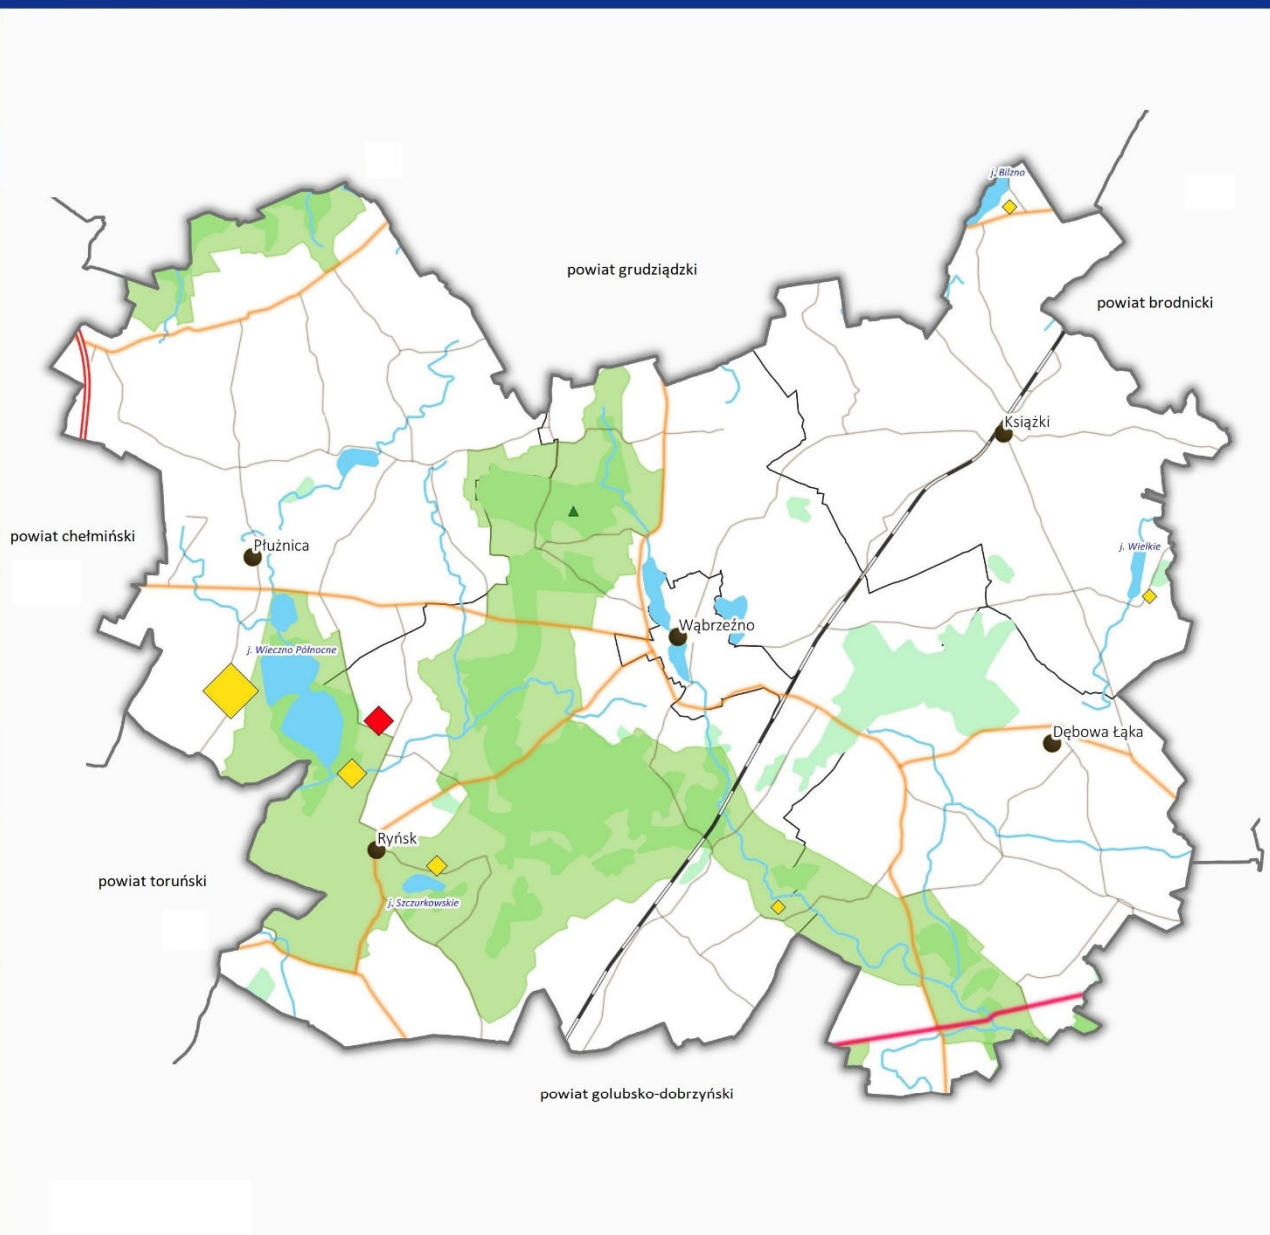 j. Bilzno
powiat grudziądzki
powiat brodnicki
Książki
powiat chełmiński
Płużnica
j. Wielkie
Wąbrzeźno
j. Wieczno Północne
Dębowa Łąka
Ryńsk
powiat toruński
j. Szczurkowskie
powiat golubsko-dobrzyński